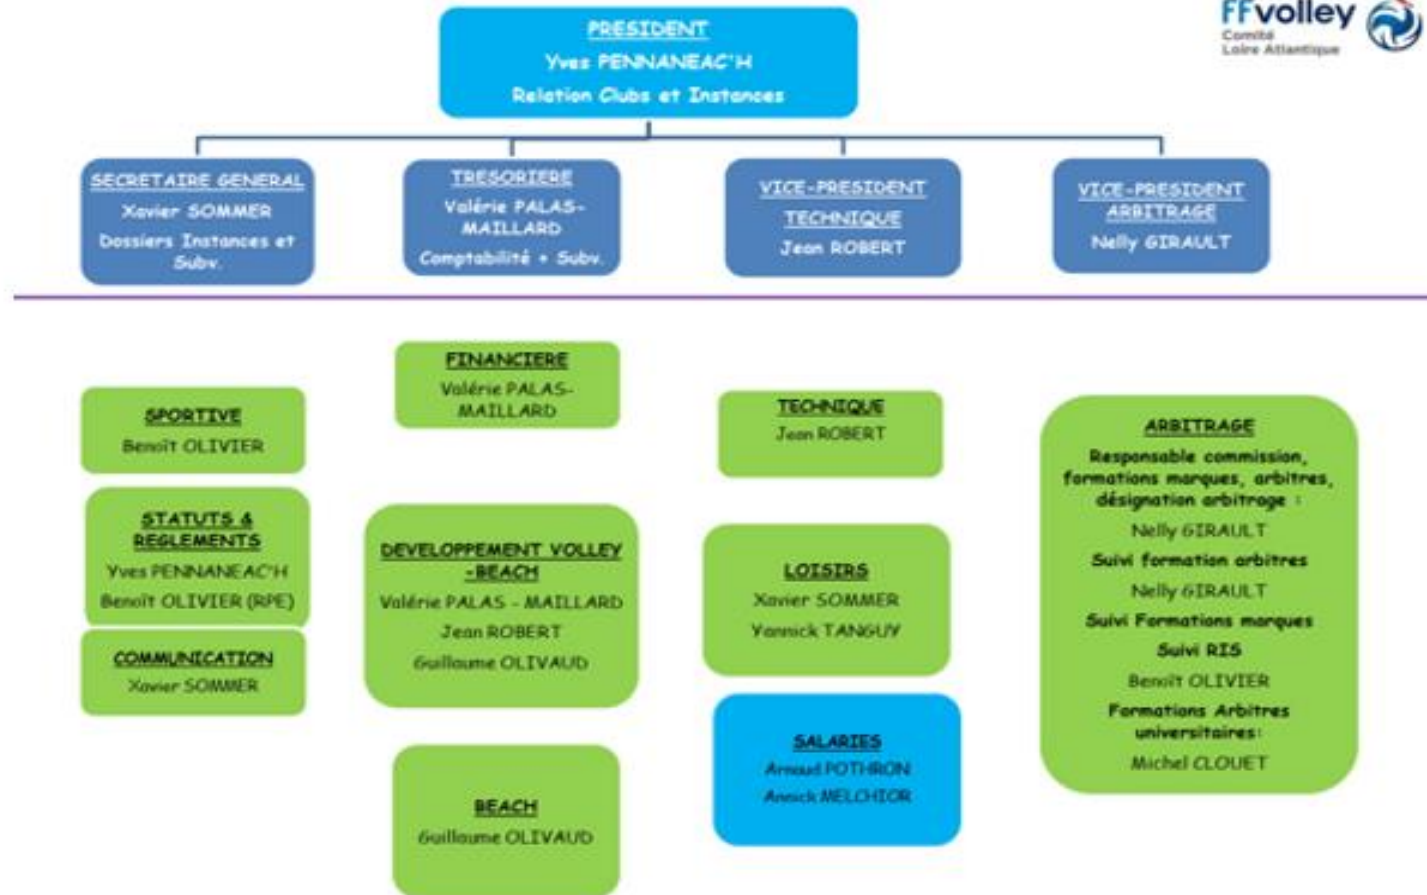 FFvolley
Comité
Loire Atlantique
PRESIDENT
Yves PENNANEAC'H
Relation Clubs et Instances
SECRETAIRE GENERAL
Xavier SOMMER
Dossiers Instances et
Subv.
TRESORIERE
Valérie PALAS-
MAILLARD
Comptabilité + Subv.
VICE-PRESIDENT
TECHNIQUE
Jean ROBERT
VICE-PRESIDENT
ARBITRAGE
Nelly GIRAULT
SPORTIVE
Benoît OLIVIER
STATUTS &
REGLEMENTS
Yves PENNANEAC'H
Benoît OLIVIER (RPE)
COMMUNICATION
Xavier SOMMER
FINANCIERE
Valérie PALAS-
MAILLARD
DEVELOPPEMENT VOLLEY
-BEACH
Valérie PALAS - MAILLARD
Jean ROBERT
Guillaume OLIVAUD
BEACH
Guillaume OLIVAUD
TECHNIQUE
Jean ROBERT
LOISIRS
Xavier SOMMER
Yannick TANGUY
SALARIES
Arnaud POTHRON
Annick MELCHIOR
ARBITRAGE
Responsable commission,
formations marques, arbitres,
désignation arbitrage :
Nelly GIRAULT
Suivi formation arbitres
Nelly GIRAULT
Suivi Formations marques
Suivi RIS
Benoît OLIVIER
Formations Arbitres
universitaires:
Michel CLOUET